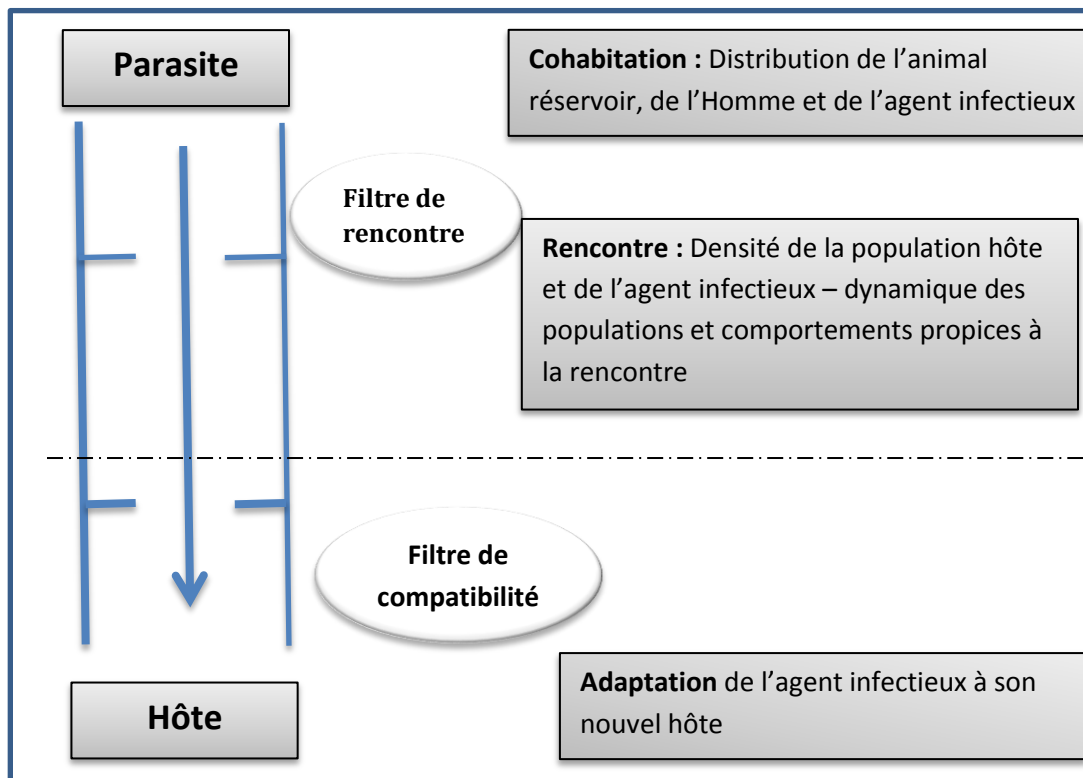 Parasite
Cohabitation : Distribution de l’animal
réservoir, de l’Homme et de l’agent infectieux
Filtre de
rencontre
Rencontre : Densité de la population hôte
et de l’agent infectieux – dynamique des
populations et comportements propices à
la rencontre
Filtre de
compatibilité
Adaptation de l’agent infectieux à son
nouvel hôte
Hôte